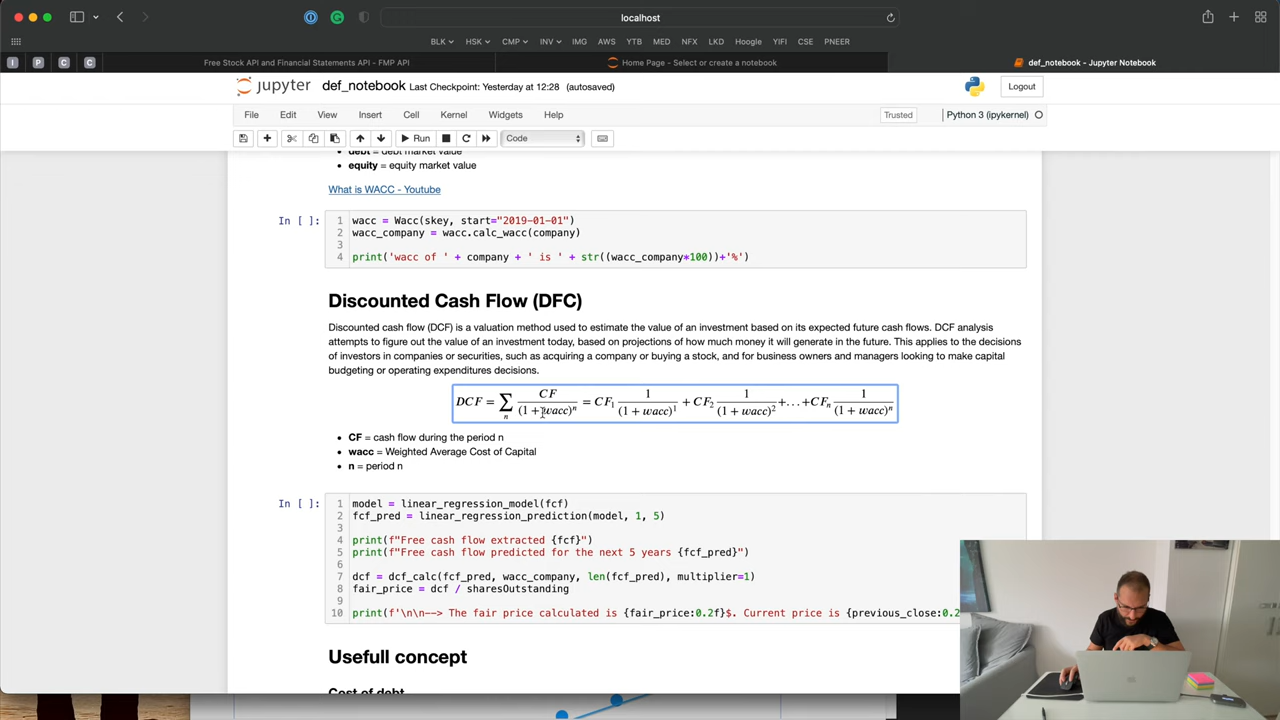 localhost
BLK HSK CMP INV IMG AWS YTB MED NFX LKD Hoogle YIFI CSE PNEER
I P C C Free Stock API and Financial Statements API - FMP API Home Page - Select or create a notebook def_notebook - Jupyter Notebook
jupyter def_notebook Last Checkpoint: Yesterday at 12:28 (autosaved) Logout
File Edit View Insert Cell Kernel Widgets Help Trusted Python 3 (ipykernel)
Run Code
debt = debt market value
equity = equity market value
What is WACC - Youtube
In [ ]:
1 wacc = Wacc(skey, start="2019-01-01")
2 wacc_company = wacc.calc_wacc(company)
3
4 print('wacc of ' + company + ' is ' + str((wacc_company*100))+'%')
Discounted Cash Flow (DFC)
Discounted cash flow (DCF) is a valuation method used to estimate the value of an investment based on its expected future cash flows. DCF analysis
attempts to figure out the value of an investment today, based on projections of how much money it will generate in the future. This applies to the decisions
of investors in companies or securities, such as acquiring a company or buying a stock, and for business owners and managers looking to make capital
budgeting or operating expenditures decisions.
DCF = ∑n CF/(1 + wacc)^n = CF1 1/(1 + wacc)^1 + CF2 1/(1 + wacc)^2 +...+CFn 1/(1 + wacc)^n
CF = cash flow during the period n
wacc = Weighted Average Cost of Capital
n = period n
In [ ]:
1 model = linear_regression_model(fcf)
2 fcf_pred = linear_regression_prediction(model, 1, 5)
3
4 print(f"Free cash flow extracted {fcf}")
5 print(f"Free cash flow predicted for the next 5 years {fcf_pred}")
6
7 dcf = dcf_calc(fcf_pred, wacc_company, len(fcf_pred), multiplier=1)
8 fair_price = dcf / sharesOutstanding
9
10 print(f'\n\n--> The fair price calculated is {fair_price:0.2f}$. Current price is {previous_close:0.2
Usefull concept
Cost of debt